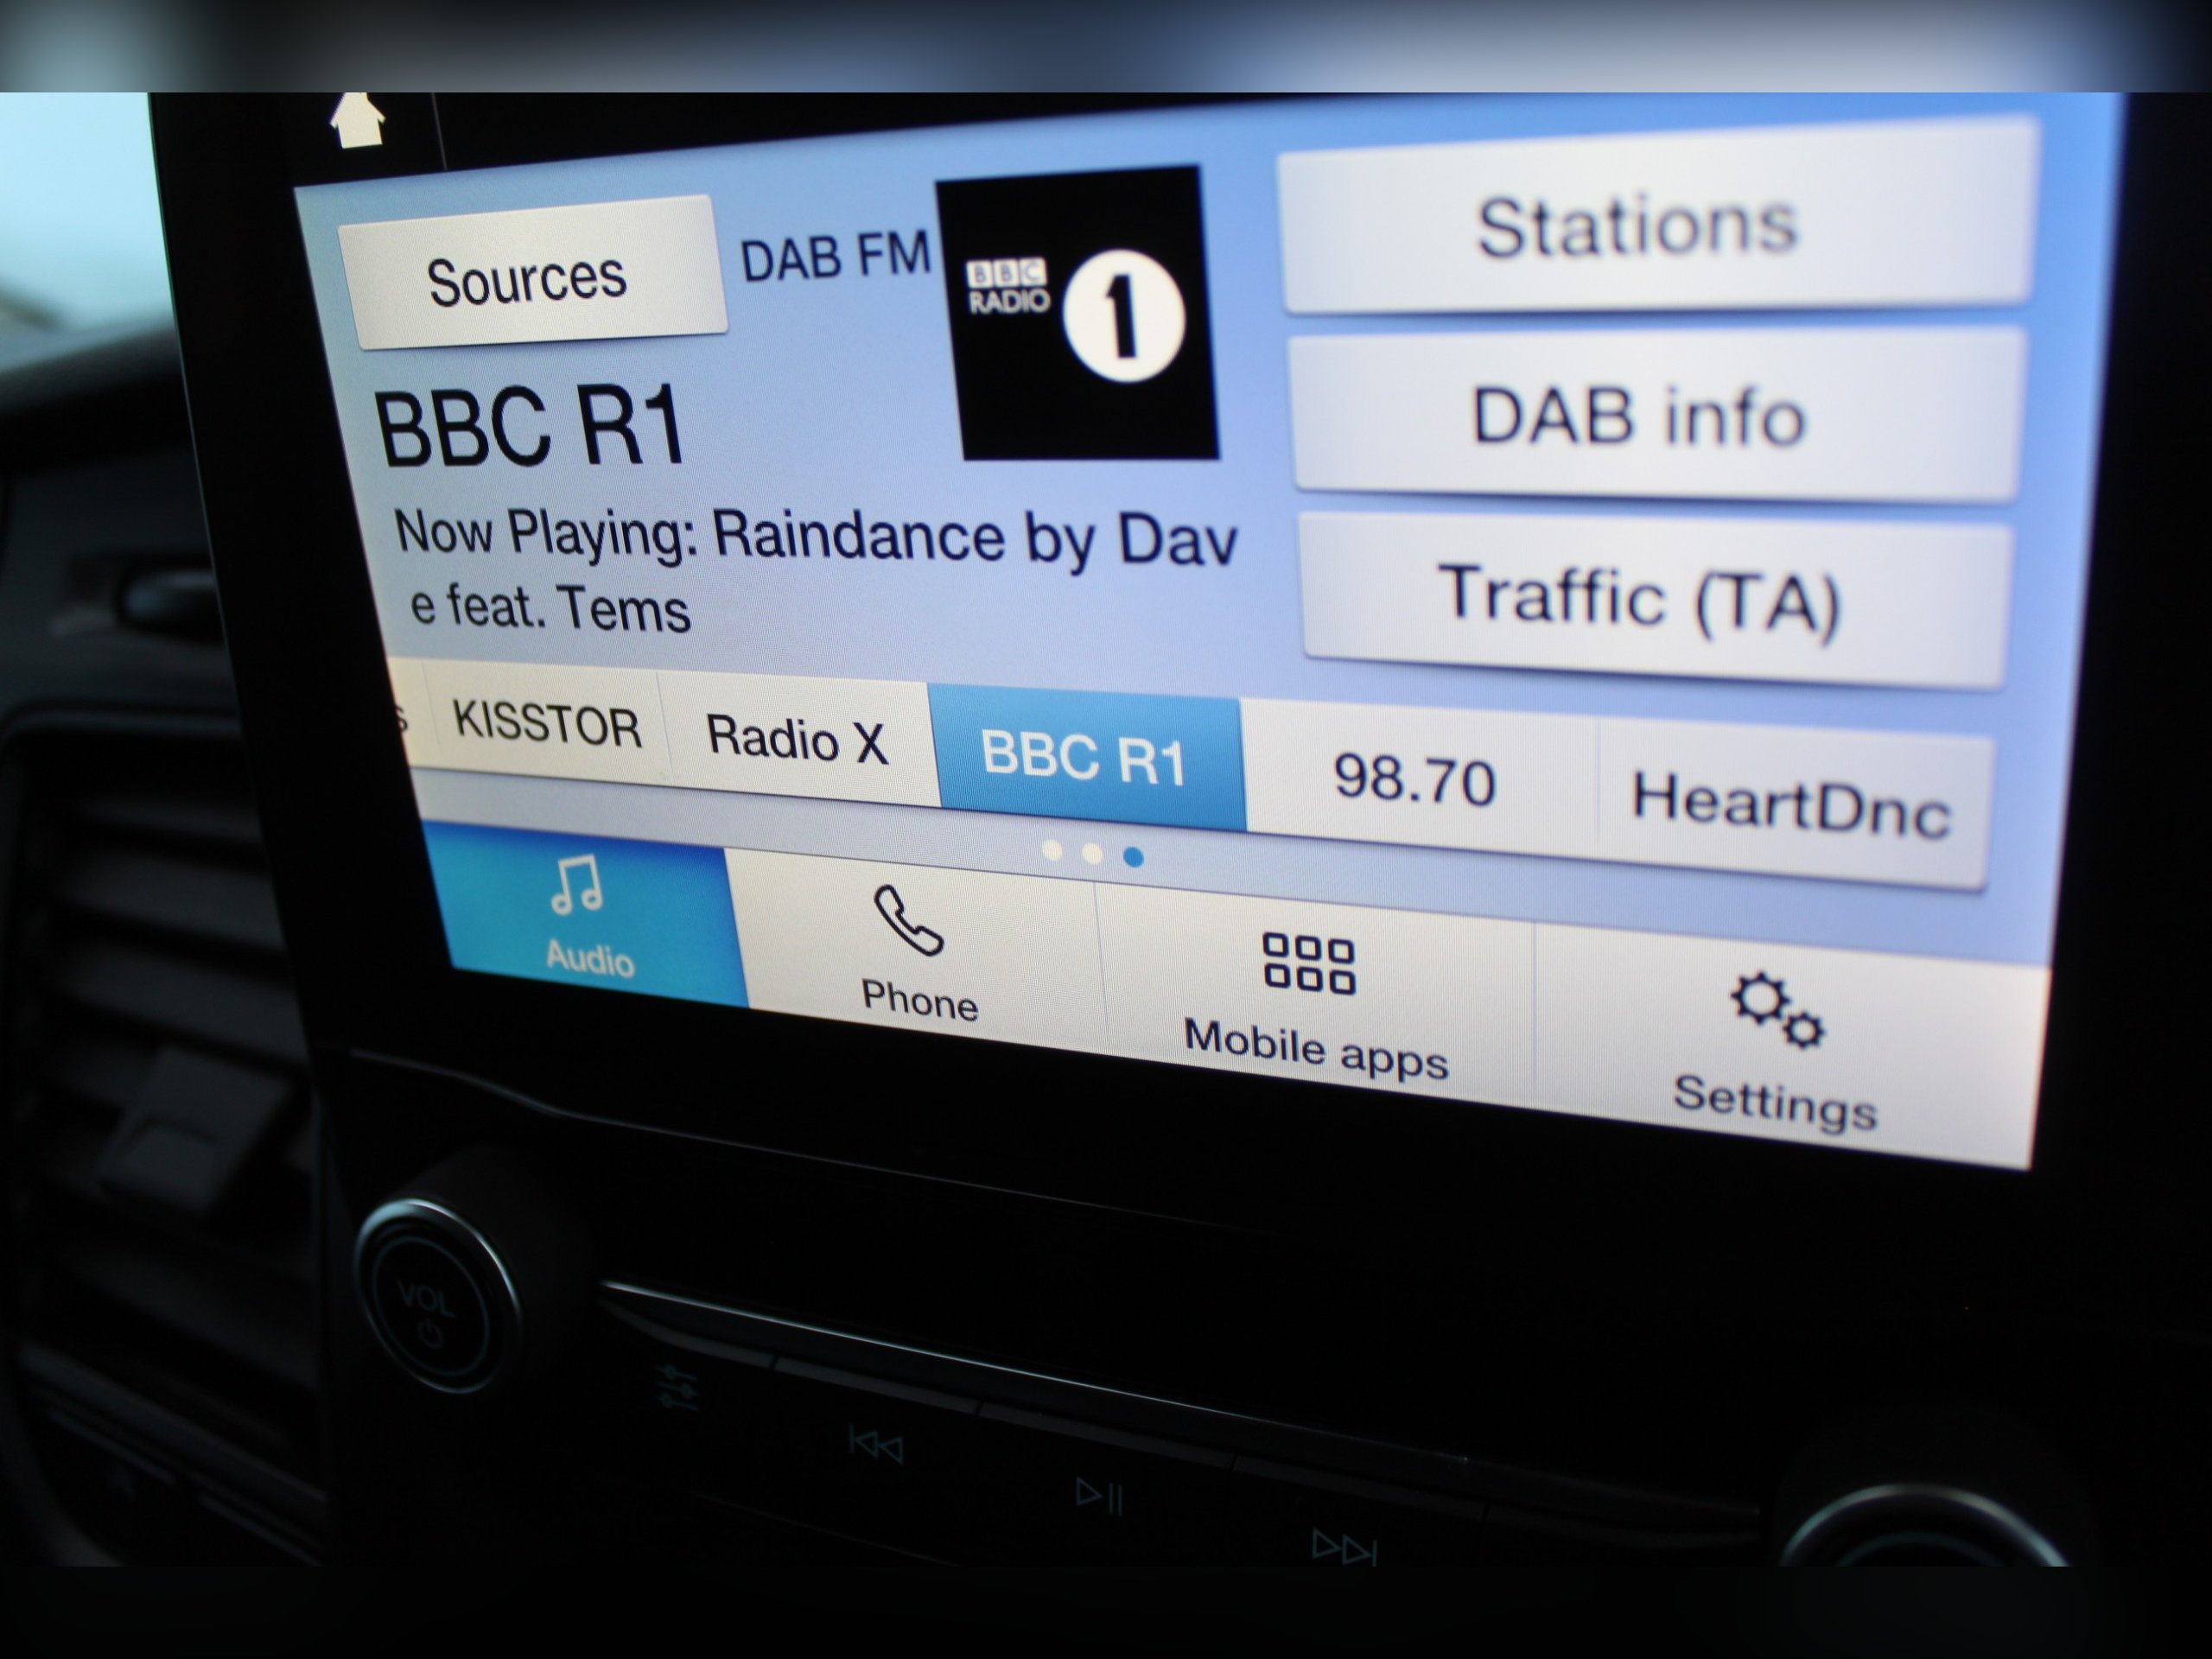 Sources
DAB FM
BBC
RADIO
1
Stations
BBC R1
DAB info
Now Playing: Raindance by Dav
e feat. Tems
Traffic (TA)
KISSTOR
Radio X
BBC R1
98.70
HeartDnc
Audio
Phone
Mobile apps
Settings
VOL